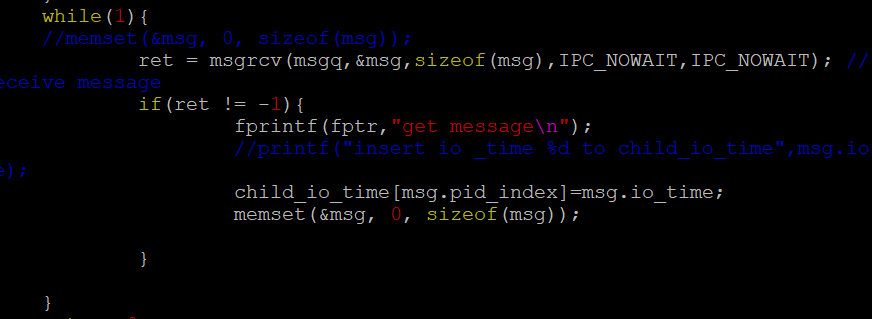 while(1){
//memset(&msg, 0, sizeof(msg));
ret = msgrcv(msgq,&msg,sizeof(msg),IPC_NOWAIT,IPC_NOWAIT); //
eceive message
if(ret != -1){
fprintf(fptr,"get message\n");
//printf("insert io _time %d to child_io_time",msg.io
e);
child_io_time[msg.pid_index]=msg.io_time;
memset(&msg, 0, sizeof(msg));
}
}